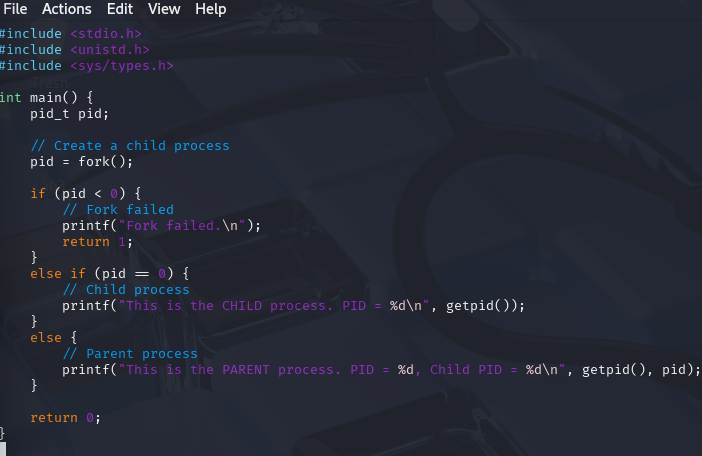 File Actions Edit View Help
#include <stdio.h>
#include <unistd.h>
#include <sys/types.h>
int main() {
    pid_t pid;
    // Create a child process
    pid = fork();
    if (pid < 0) {
        // Fork failed
        printf("Fork failed.\n");
        return 1;
    }
    else if (pid == 0) {
        // Child process
        printf("This is the CHILD process. PID = %d\n", getpid());
    }
    else {
        // Parent process
        printf("This is the PARENT process. PID = %d, Child PID = %d\n", getpid(), pid);
    }
    return 0;
}